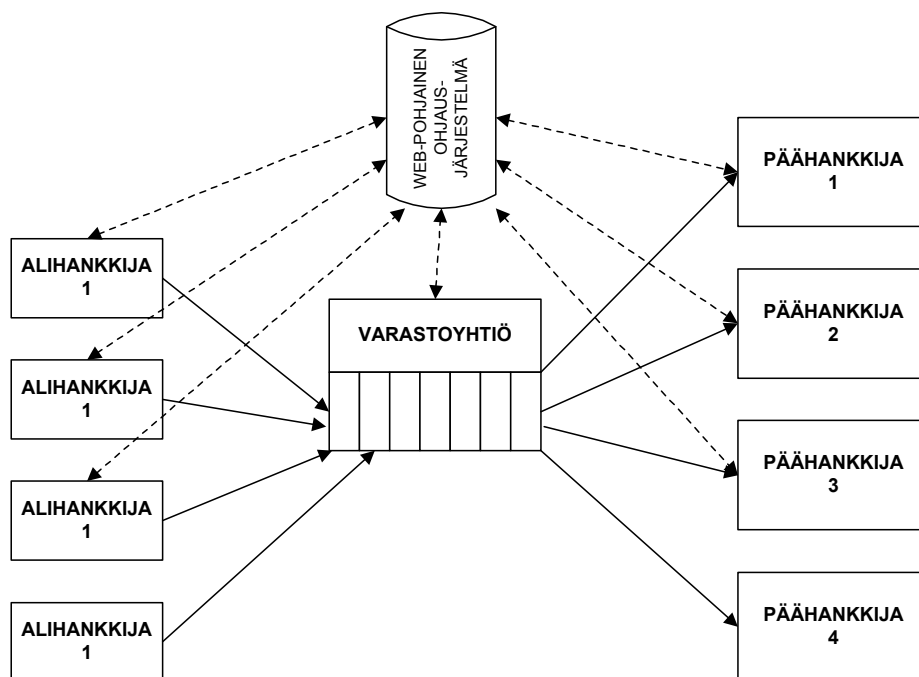 WEB-POHJAINEN
OHJAUS-
JÄRJESTELMÄ
PÄÄHANKKIJA
1
ALIHANKKIJA
1
PÄÄHANKKIJA
2
VARASTOYHTIÖ
ALIHANKKIJA
1
PÄÄHANKKIJA
3
ALIHANKKIJA
1
PÄÄHANKKIJA
4
ALIHANKKIJA
1